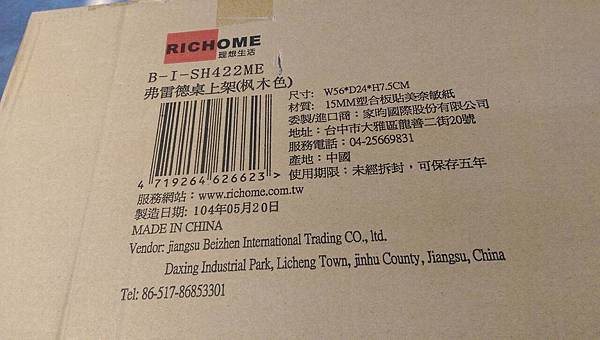 RICHOME
理想生活
B-I-SH422ME
弗雷德桌上架(枫木色)
4 719264 626623 >
尺寸: W56*D24*H7.5CM
材質: 15MM塑合板貼美奈敏紙
委製/進口商：家昀國際股份有限公司
地址：台中市大雅區龍善二街20號
服務電話：04-25669831
產地：中國
使用期限：未經拆封，可保存五年
服務網站：www.richome.com.tw
製造日期: 104年05月20日
MADE IN CHINA
Vendor: jiangsu Beizhen International Trading CO., ltd.
Daxing Industrial Park, Licheng Town, jinhu County, Jiangsu, China
Tel: 86-517-86853301